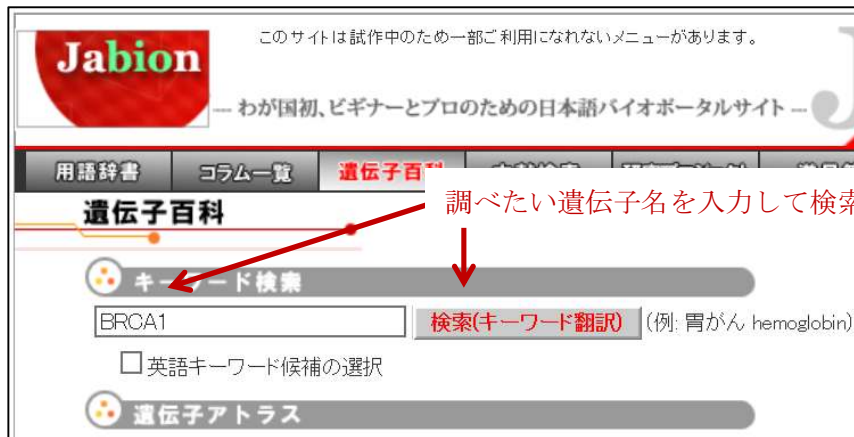 このサイトは試作中のため一部ご利用になれないメニューがあります。
Jabion
--- わが国初、ビギナーとプロのための日本語バイオポータルサイト ---
用語辞書 コラム一覧 遺伝子百科
遺伝子百科
調べたい遺伝子名を入力して検索
キーワード検索
BRCA1 検索(キーワード翻訳) (例: 胃がん hemoglobin)
英語キーワード候補の選択
遺伝子アトラス